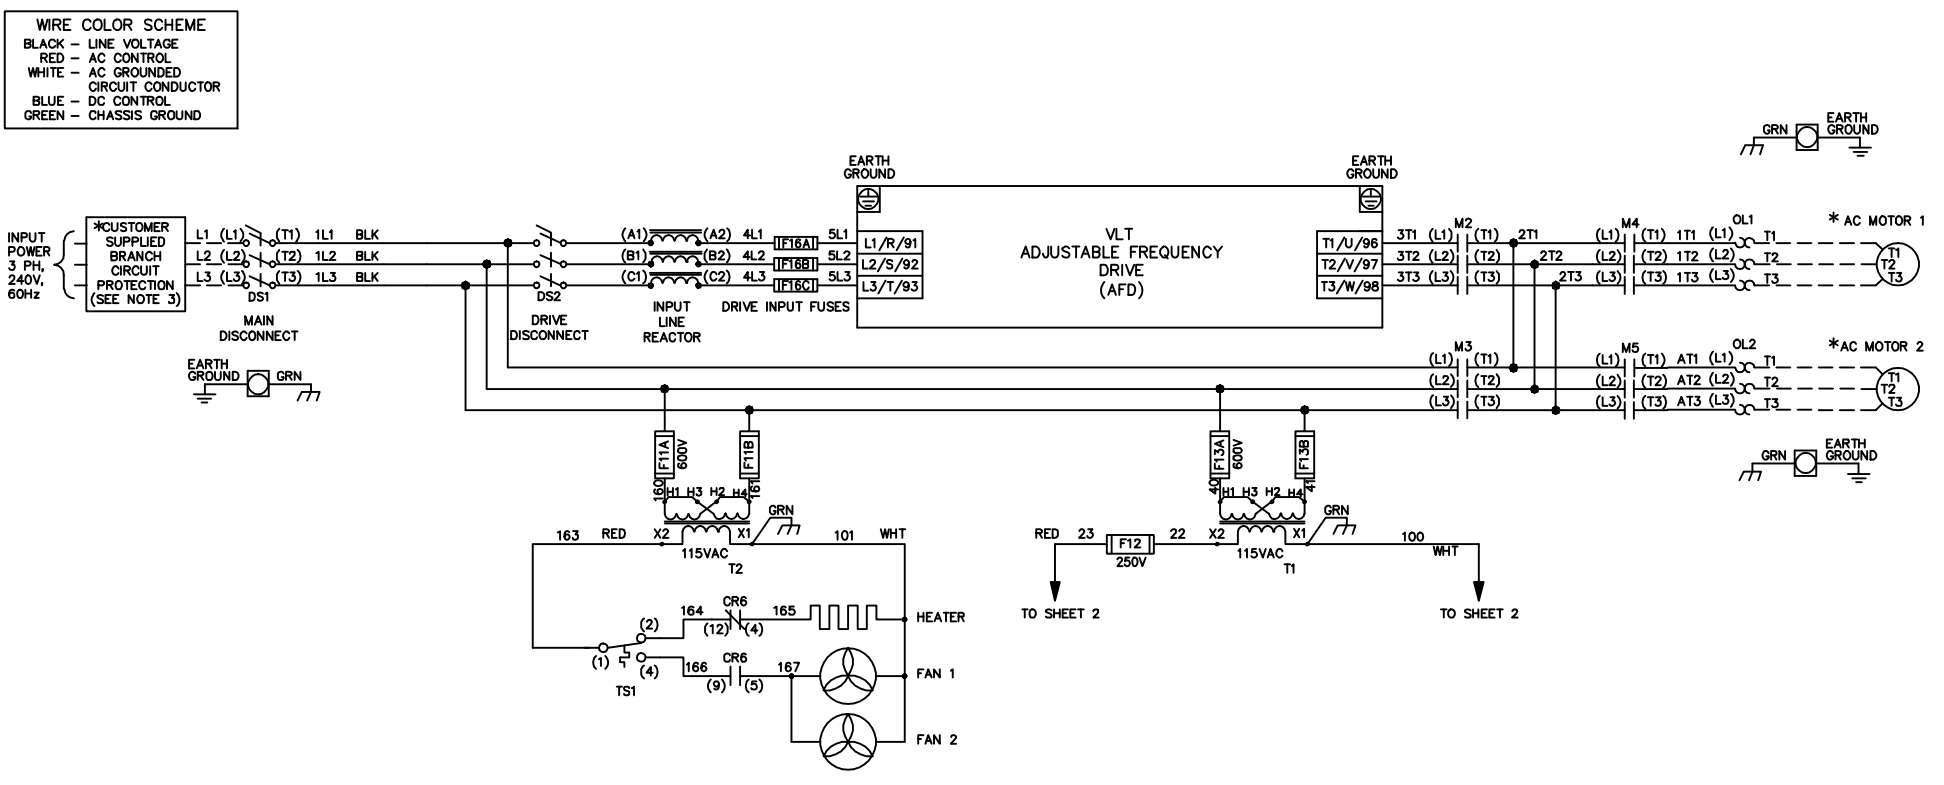 WIRE COLOR SCHEME
BLACK - LINE VOLTAGE
RED - AC CONTROL
WHITE - AC GROUNDED
CIRCUIT CONDUCTOR
BLUE - DC CONTROL
GREEN - CHASSIS GROUND
GRN
EARTH
GROUND
EARTH
GROUND
EARTH
GROUND
INPUT
POWER
3 PH,
240V,
60Hz
*CUSTOMER
SUPPLIED
BRANCH
CIRCUIT
PROTECTION
(SEE NOTE 3)
L1 (L1) (T1) 1L1 BLK
L2 (L2) (T2) 1L2 BLK
L3 (L3) (T3) 1L3 BLK
DS1
MAIN
DISCONNECT
DS2
DRIVE
DISCONNECT
(A1) (A2) 4L1 F16A 5L1 L1/R/91
(B1) (B2) 4L2 F16B 5L2 L2/S/92
(C1) (C2) 4L3 F16C 5L3 L3/T/93
INPUT
LINE
REACTOR
DRIVE INPUT FUSES
VLT
ADJUSTABLE FREQUENCY
DRIVE
(AFD)
M2 M4 OL1 * AC MOTOR 1
T1/U/96 3T1 (L1) (T1) 2T1 (L1) (T1) 1T1 (L1) T1
T2/V/97 3T2 (L2) (T2) 2T2 (L2) (T2) 1T2 (L2) T2
T3/W/98 3T3 (L3) (T3) 2T3 (L3) (T3) 1T3 (L3) T3
T1
T2
T3
EARTH
GROUND
GRN
M3 M5 OL2 *AC MOTOR 2
(L1) (T1) (L1) (T1) AT1 (L1) T1
(L2) (T2) (L2) (T2) AT2 (L2) T2
(L3) (T3) (L3) (T3) AT3 (L3) T3
T1
T2
T3
GRN
EARTH
GROUND
F11A
600V
F11B
160
161
H1 H3 H2 H4
GRN
163 RED X2 X1 101 WHT
115VAC
T2
F13A
600V
F13B
40
41
H1 H3 H2 H4
GRN
RED 23 F12 22 X2 X1 100
WHT
250V
115VAC
T1
TO SHEET 2
TO SHEET 2
CR6
164 165
(2) (12) (4)
HEATER
(1)
TS1
(4)
CR6
166 167
(9) (5)
FAN 1
FAN 2